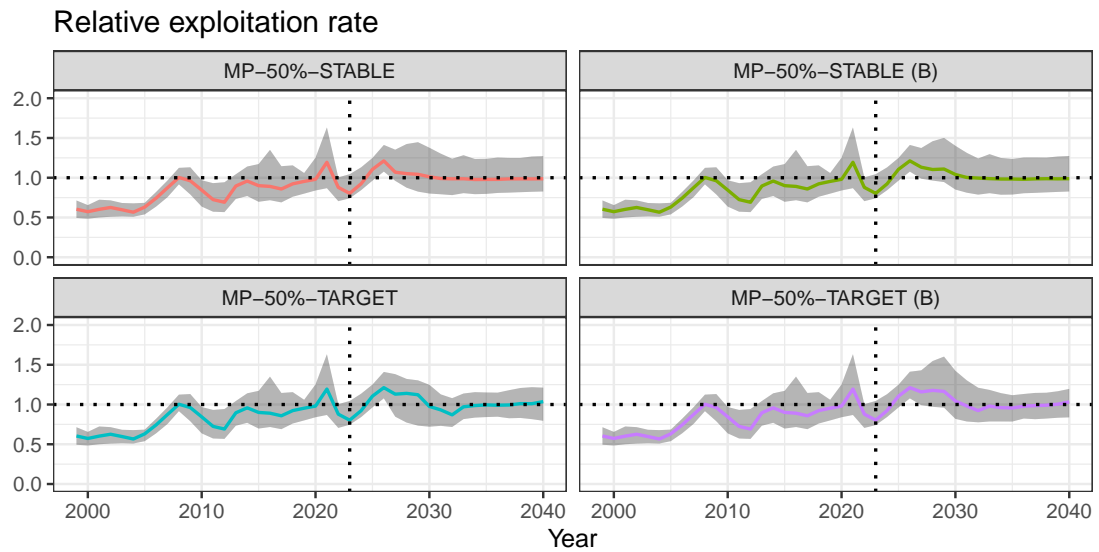 Relative exploitation rate
MP−50%−STABLE
MP−50%−STABLE (B)
2.0
1.5
1.0
0.5
0.0
MP−50%−TARGET
MP−50%−TARGET (B)
2.0
1.5
1.0
0.5
0.0
2000 2010 2020 2030 2040
2000 2010 2020 2030 2040
Year